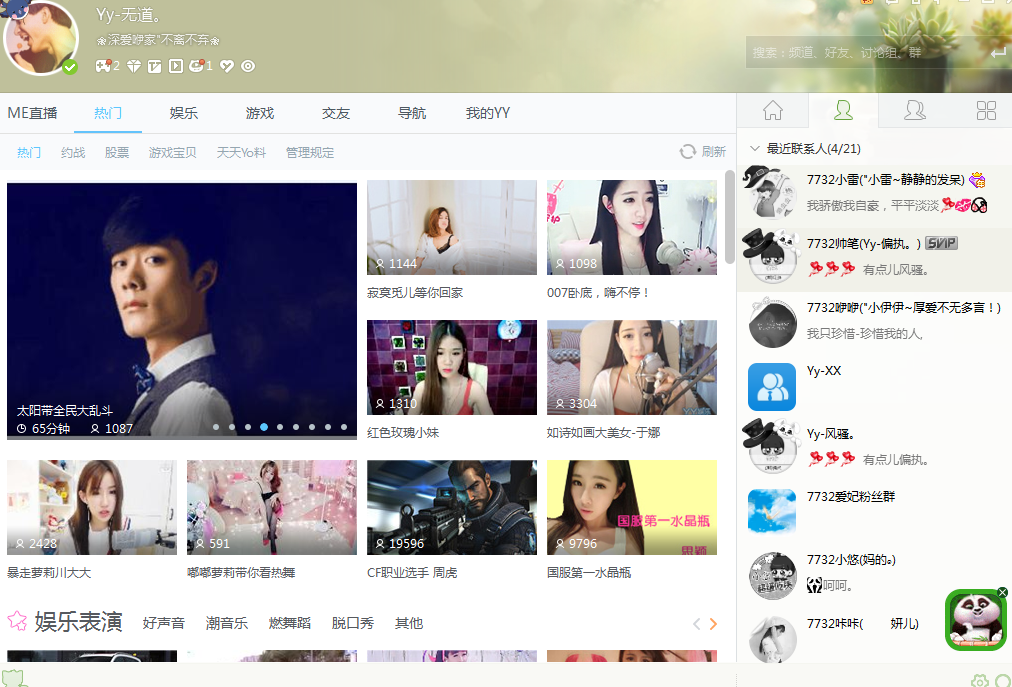 Yy-无道。
❀深爱咿家"不离不弃❀
2
1
搜索：频道、好友、讨论组、群
ME直播 热门 娱乐 游戏 交友 导航 我的YY
热门 约战 股票 游戏宝贝 天天Yo料 管理规定 刷新
太阳带全民大乱斗
65分钟 1087
1144
寂寞觅儿等你回家
1098
007卧底，嗨不停！
1310
红色玫瑰小妹
3304
如诗如画大美女-于娜
2428
暴走萝莉川大大
591
嘟嘟萝莉带你看热舞
19596
CF职业选手 周虎
国服第一水晶瓶
思颖
9796
国服第一水晶瓶
娱乐表演 好声音 潮音乐 燃舞蹈 脱口秀 其他
最近联系人(4/21)
7732小雷("小雷~静静的发呆)
我骄傲我自豪，平平淡淡
7732帅笔(Yy-偏执。) SVIP
有点儿风骚。
7732咿咿("小伊伊~厚爱不无多言！)
我只珍惜-珍惜我的人,
Yy-XX
Yy-风骚。
有点儿偏执。
7732爱妃粉丝群
7732小悠(妈的。)
呵呵。
7732咔咔( 妍儿)